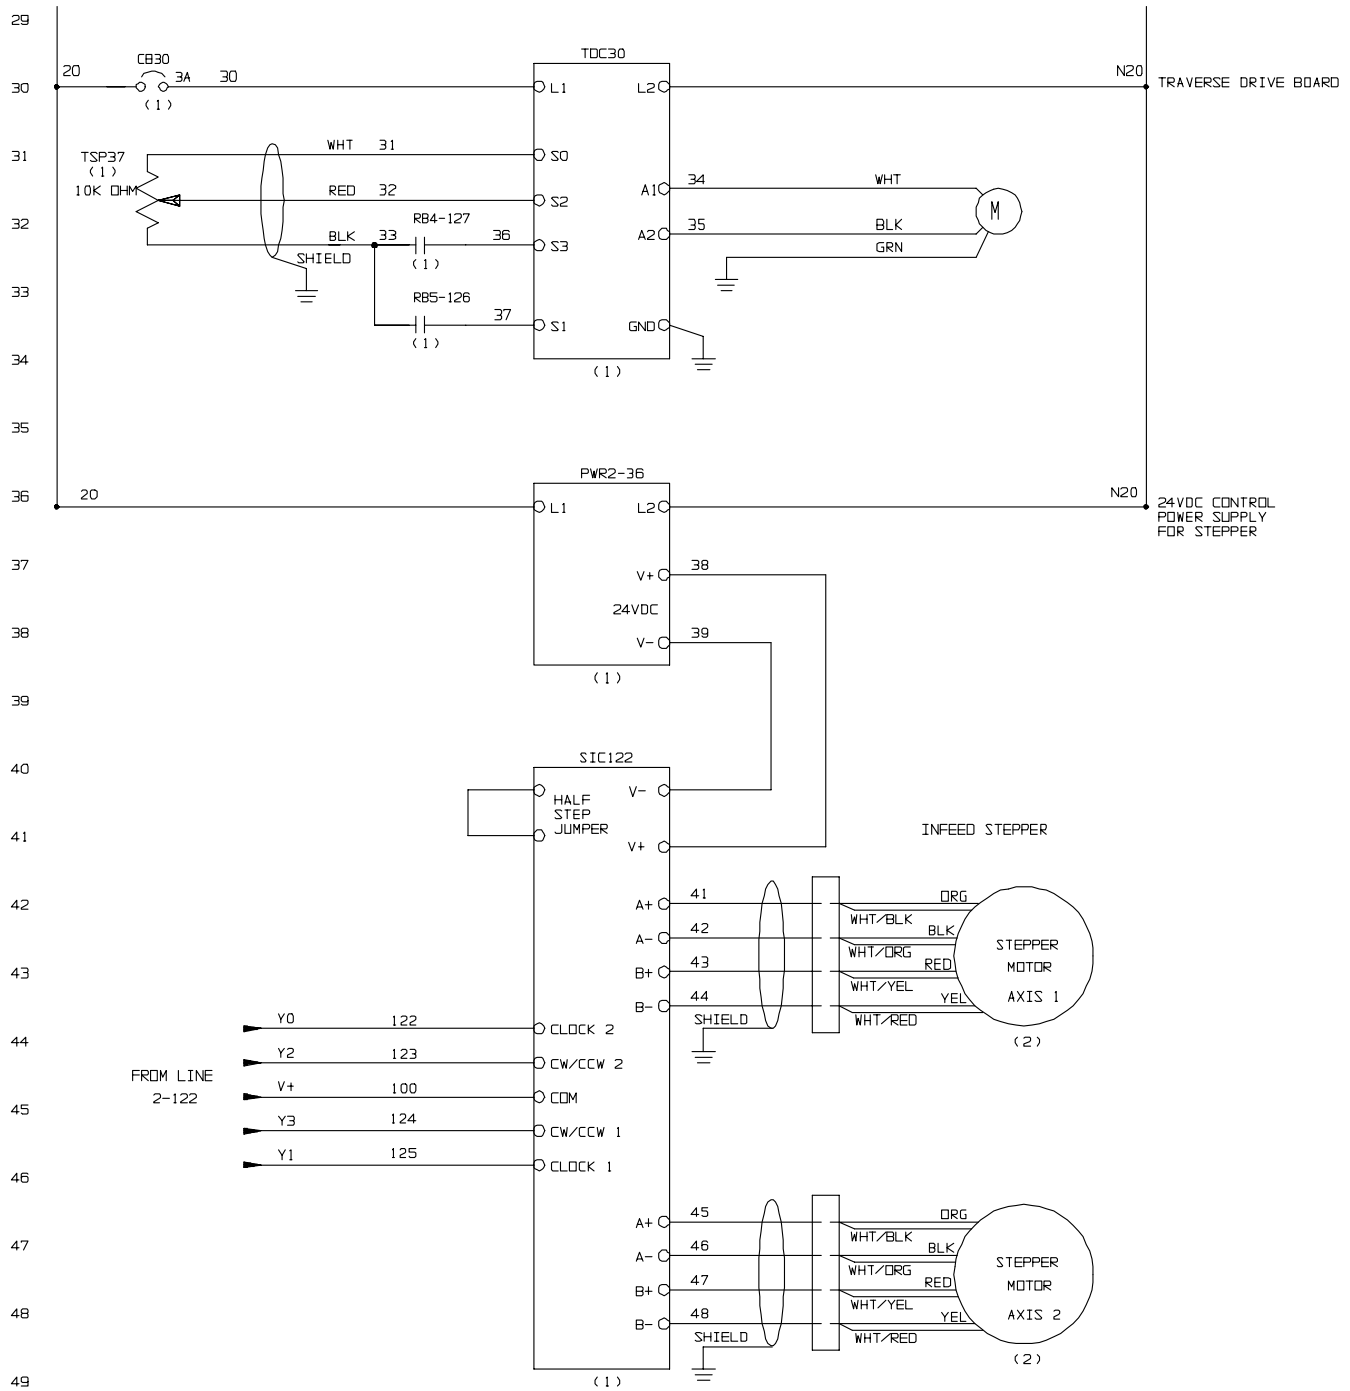 29
CB30
TDC30
20
3A
30
N20
30
(1)
L1
L2
TRAVERSE DRIVE BOARD
31
TSP37
(1)
10K OHM
WHT 31
S0
RED 32
S2
A1
34
WHT
M
32
RB4-127
BLK 33
36
S3
A2
35
BLK
GRN
SHIELD
(1)
33
RB5-126
37
S1
GND
(1)
34
(1)
35
PWR2-36
36
20
L1
L2
N20
24VDC CONTROL
POWER SUPPLY
FOR STEPPER
37
V+
38
24VDC
38
V-
39
(1)
39
SIC122
40
HALF
STEP
JUMPER
V-
41
V+
INFEED STEPPER
42
A+
41
ORG
WHT/BLK
A-
42
BLK
WHT/ORG
43
B+
43
RED
WHT/YEL
B-
44
YEL
WHT/RED
SHIELD
STEPPER
MOTOR
AXIS 1
(2)
44
Y0
122
CLOCK 2
Y2
123
CW/CCW 2
FROM LINE
2-122
V+
100
COM
45
Y3
124
CW/CCW 1
Y1
125
CLOCK 1
46
A+
45
ORG
WHT/BLK
47
A-
46
BLK
WHT/ORG
B+
47
RED
WHT/YEL
48
B-
48
YEL
WHT/RED
SHIELD
STEPPER
MOTOR
AXIS 2
(2)
49
(1)